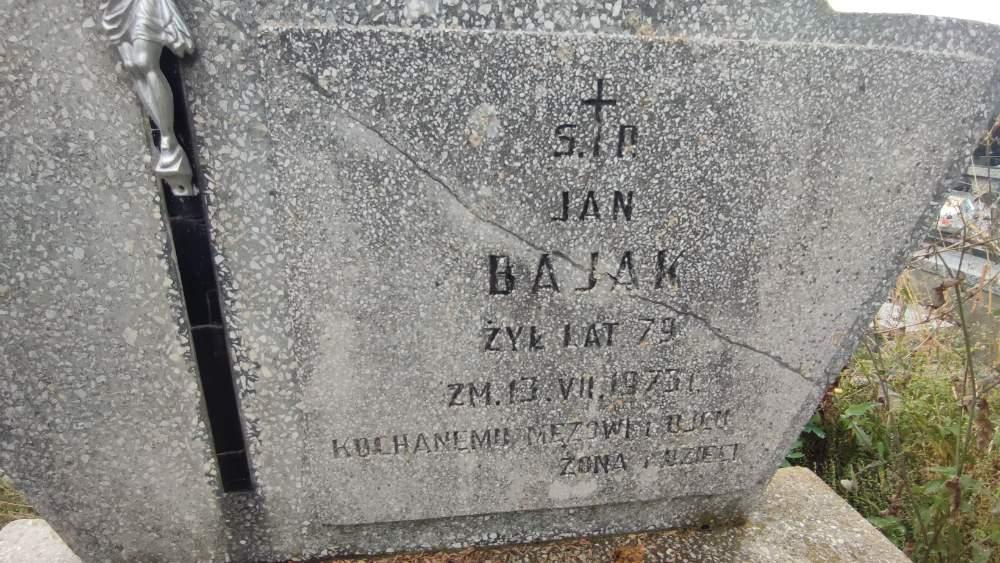 Ś.†P.
JAN
BAJAK
ŻYŁ LAT 79
ZM.13.VII.1973 r.
KOCHANEMU MĘŻOWI I OJCU
ŻONA I DZIECI